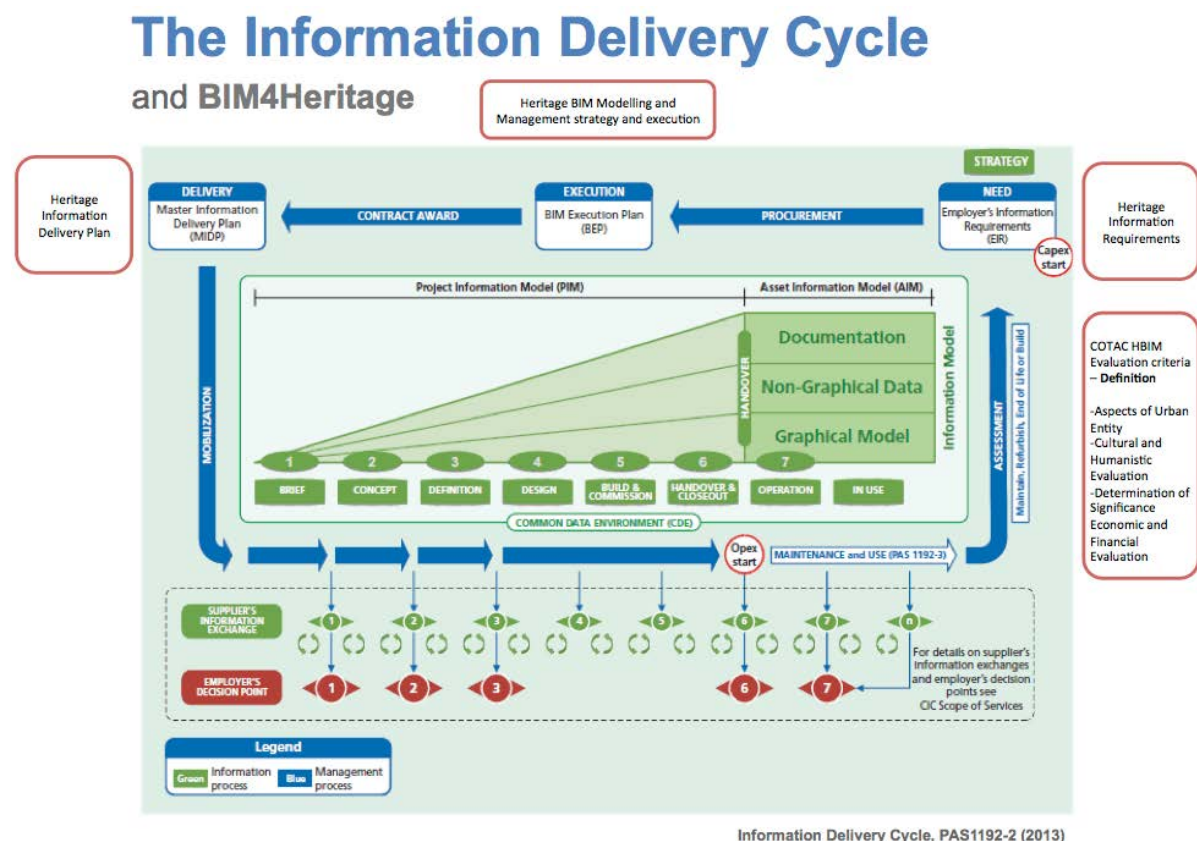 The Information Delivery Cycle
and BIM4Heritage
Heritage BIM Modelling and
Management strategy and execution
Heritage
Information
Delivery Plan
STRATEGY
DELIVERY
Master Information
Delivery Plan
(MIDP)
CONTRACT AWARD
EXECUTION
BIM Execution Plan
(BEP)
PROCUREMENT
NEED
Employer's Information
Requirements
(EIR)
Capex
start
Heritage
Information
Requirements
Project Information Model (PIM)
Asset Information Model (AIM)
Documentation
Non-Graphical Data
Graphical Model
HANDOVER
Information Model
MOBILIZATION
ASSESSMENT
Maintain, Refurbish, End of Life or Build
COTAC HBIM
Evaluation criteria
– Definition
-Aspects of Urban
Entity
-Cultural and
Humanistic
Evaluation
-Determination of
Significance
Economic and
Financial
Evaluation
1 2 3 4 5 6 7
BRIEF
CONCEPT
DEFINITION
DESIGN
BUILD &
COMMISSION
HANDOVER &
CLOSEOUT
OPERATION
IN USE
COMMON DATA ENVIRONMENT (CDE)
Opex
start
MAINTENANCE and USE (PAS 1192-3)
SUPPLIER'S
INFORMATION
EXCHANGE
1 2 3 4 5 6 7 n
EMPLOYER'S
DECISION POINT
1 2 3 6 7
For details on supplier's
information exchanges
and employer's decision
points see
CIC Scope of Services
Legend
Green Information
process
Blue Management
process
Information Delivery Cycle, PAS1192-2 (2013)